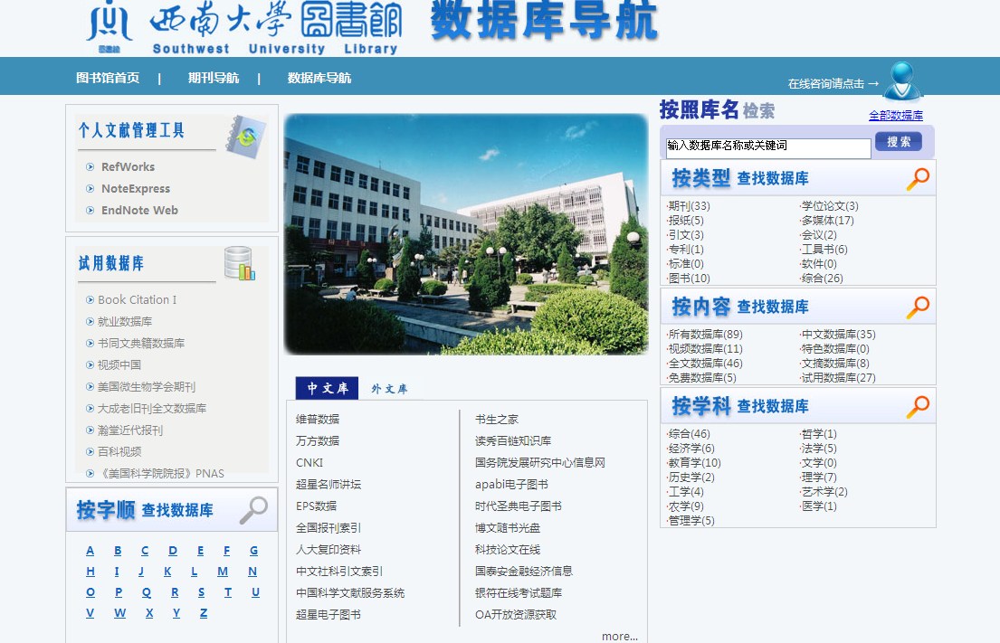 西南大学圖書館
数据库导航
圖書館
Southwest University Library
图书馆首页 | 期刊导航 | 数据库导航
在线咨询请点击→
个人文献管理工具
RefWorks
NoteExpress
EndNote Web
试用数据库
Book Citation I
就业数据库
书同文典籍数据库
视频中国
美国微生物学会期刊
大成老旧刊全文数据库
瀚堂近代报刊
百科视频
《美国科学院院报》PNAS
按字顺 查找数据库
A B C D E F G
H I J K L M N
O P Q R S T U
V W X Y Z
中文库 外文库
维普数据
万方数据
CNKI
超星名师讲坛
EPS数据
全国报刊索引
人大复印资料
中文社科引文索引
中国科学文献服务系统
超星电子图书
书生之家
读秀百链知识库
国务院发展研究中心信息网
apabi电子图书
时代圣典电子图书
博文随书光盘
科技论文在线
国泰安金融经济信息
银符在线考试题库
OA开放资源获取
more...
按照库名检索
全部数据库
输入数据库名称或关键词
搜索
按类型 查找数据库
·期刊(33) ·学位论文(3)
·报纸(5) ·多媒体(17)
·引文(3) ·会议(2)
·专利(1) ·工具书(6)
·标准(0) ·软件(0)
·图书(10) ·综合(26)
按内容 查找数据库
·所有数据库(89) ·中文数据库(35)
·视频数据库(11) ·特色数据库(0)
·全文数据库(46) ·文摘数据库(8)
·免费数据库(5) ·试用数据库(27)
按学科 查找数据库
·综合(46) ·哲学(1)
·经济学(6) ·法学(5)
·教育学(10) ·文学(0)
·历史学(2) ·理学(7)
·工学(4) ·艺术学(2)
·农学(9) ·医学(1)
·管理学(5)